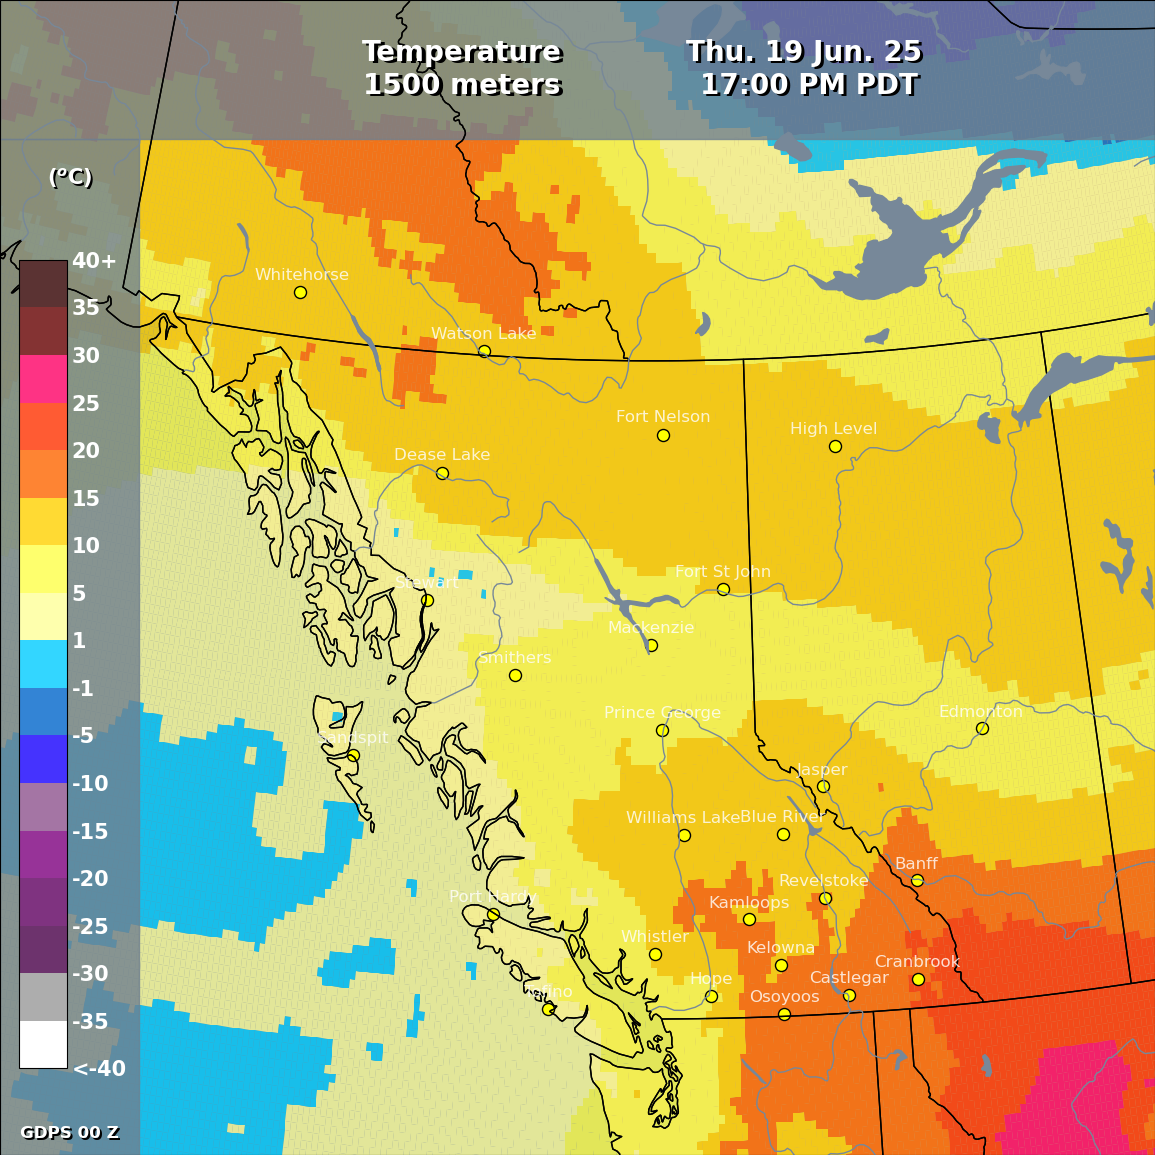 Temperature
1500 meters
Thu. 19 Jun. 25
17:00 PM PDT
(°C)
40+
35
30
25
20
15
10
5
1
-1
-5
-10
-15
-20
-25
-30
-35
<-40
Whitehorse
Watson Lake
Fort Nelson
High Level
Dease Lake
Fort St John
Stewart
Mackenzie
Smithers
Prince George
Edmonton
Sandspit
Jasper
Williams Lake
Blue River
Banff
Revelstoke
Port Hardy
Kamloops
Whistler
Kelowna
Cranbrook
Hope
Castlegar
Tofino
Osoyoos
GDPS 00 Z